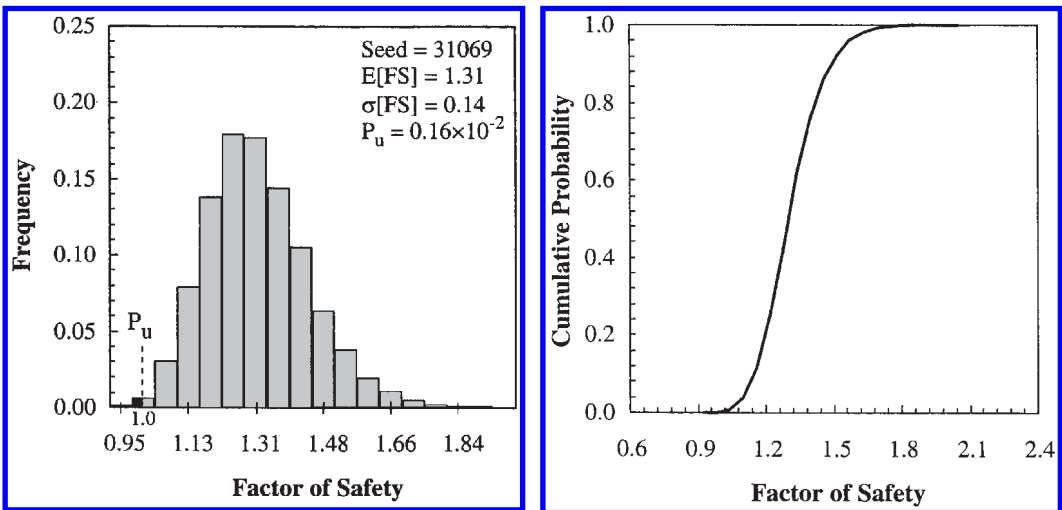 0.25
0.20
0.15
0.10
0.05
0.00
Frequency
Seed = 31069
E[FS] = 1.31
σ[FS] = 0.14
Pu = 0.16×10-2
Pu
1.0
0.95 1.13 1.31 1.48 1.66 1.84
Factor of Safety
1.0
0.8
0.6
0.4
0.2
0.0
Cumulative Probability
0.6 0.9 1.2 1.5 1.8 2.1 2.4
Factor of Safety